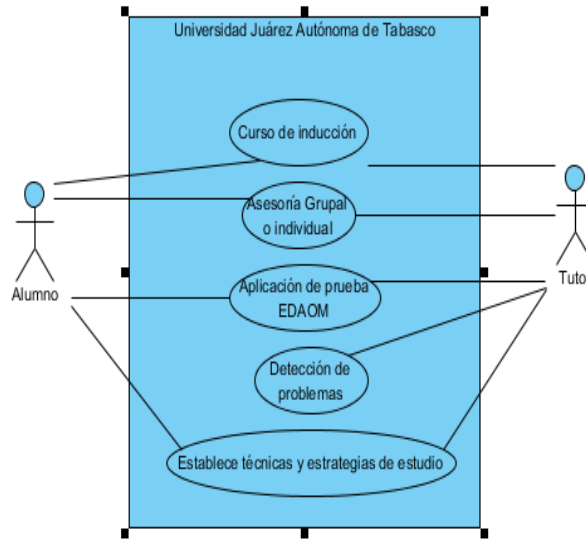 Universidad Juárez Autónoma de Tabasco
Curso de inducción
Asesoría Grupal
o individual
Alumno
Tuto
Aplicación de prueba
EDAOM
Detección de
problemas
Establece técnicas y estrategias de estudio